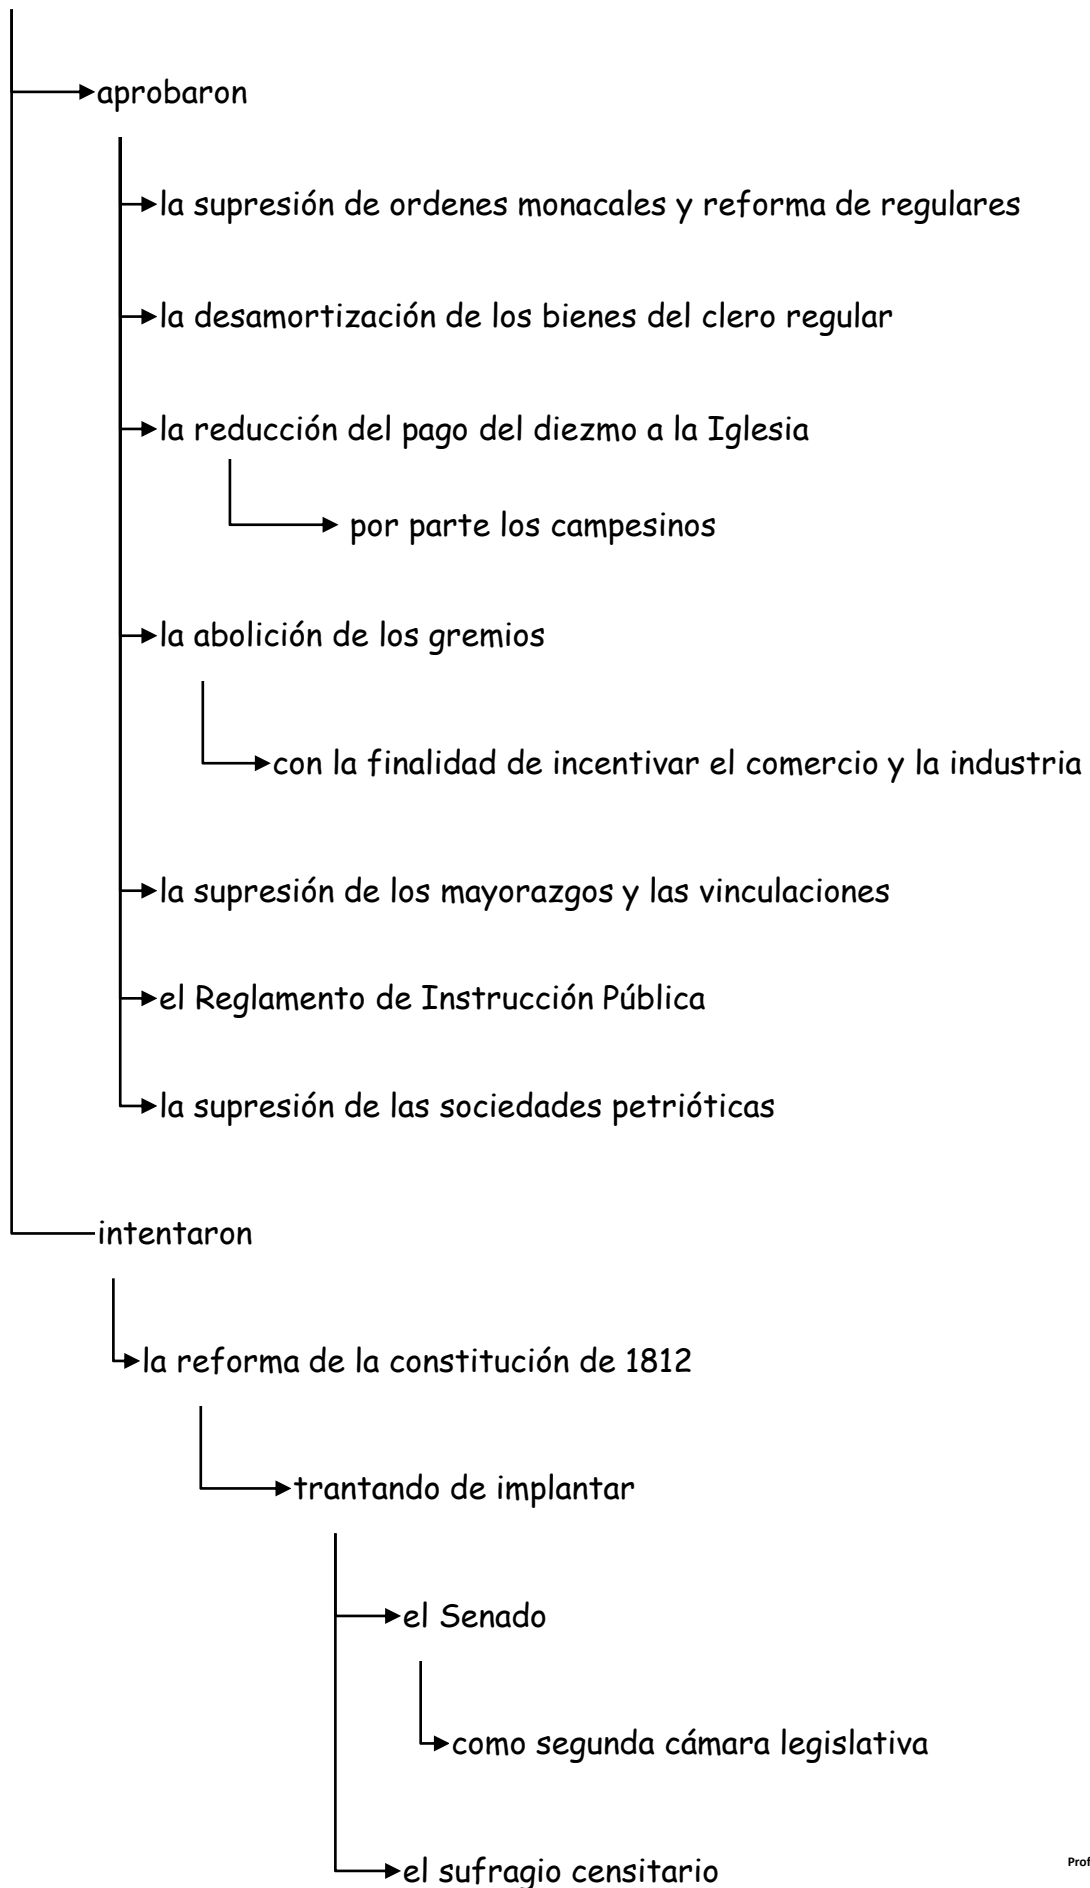 aprobaron
la supresión de ordenes monacales y reforma de regulares
la desamortización de los bienes del clero regular
la reducción del pago del diezmo a la Iglesia
por parte los campesinos
la abolición de los gremios
con la finalidad de incentivar el comercio y la industria
la supresión de los mayorazgos y las vinculaciones
el Reglamento de Instrucción Pública
la supresión de las sociedades petrióticas
intentaron
la reforma de la constitución de 1812
trantando de implantar
el Senado
como segunda cámara legislativa
el sufragio censitario
Prof